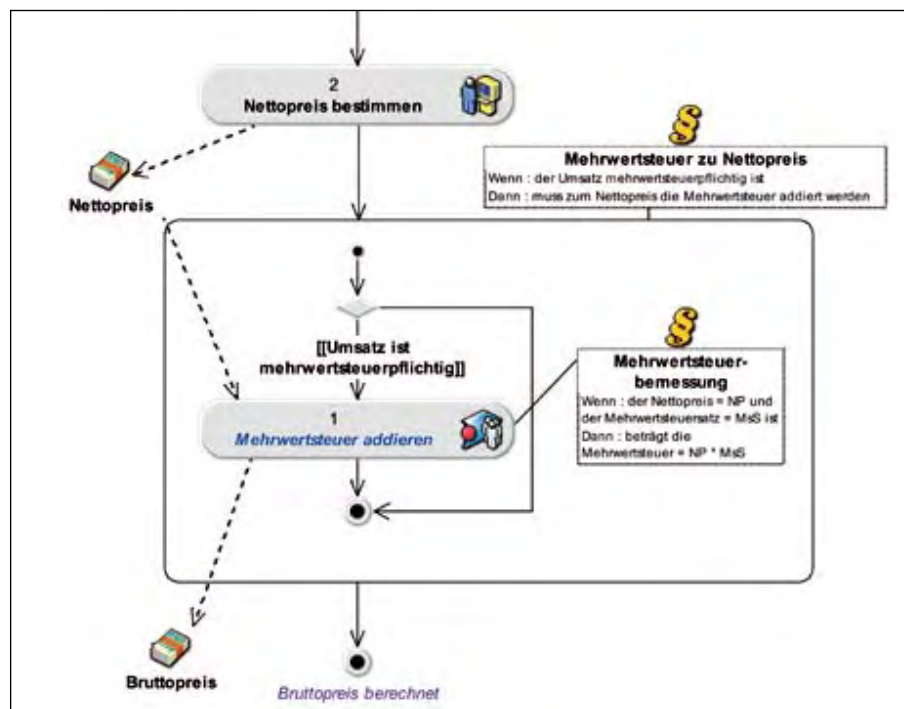 2
Nettopreis bestimmen
§
Mehrwertsteuer zu Nettopreis
Wenn : der Umsatz mehrwertsteuerpflichtig ist
Dann : muss zum Nettopreis die Mehrwertsteuer addiert werden
Nettopreis
[[Umsatz ist
mehrwertsteuerpflichtig]]
§
Mehrwertsteuer-
bemessung
Wenn : der Nettopreis = NP und
der Mehrwertsteuersatz = MsS ist
Dann : beträgt die
Mehrwertsteuer = NP * MsS
1
Mehrwertsteuer addieren
Bruttopreis
Bruttopreis berechnet